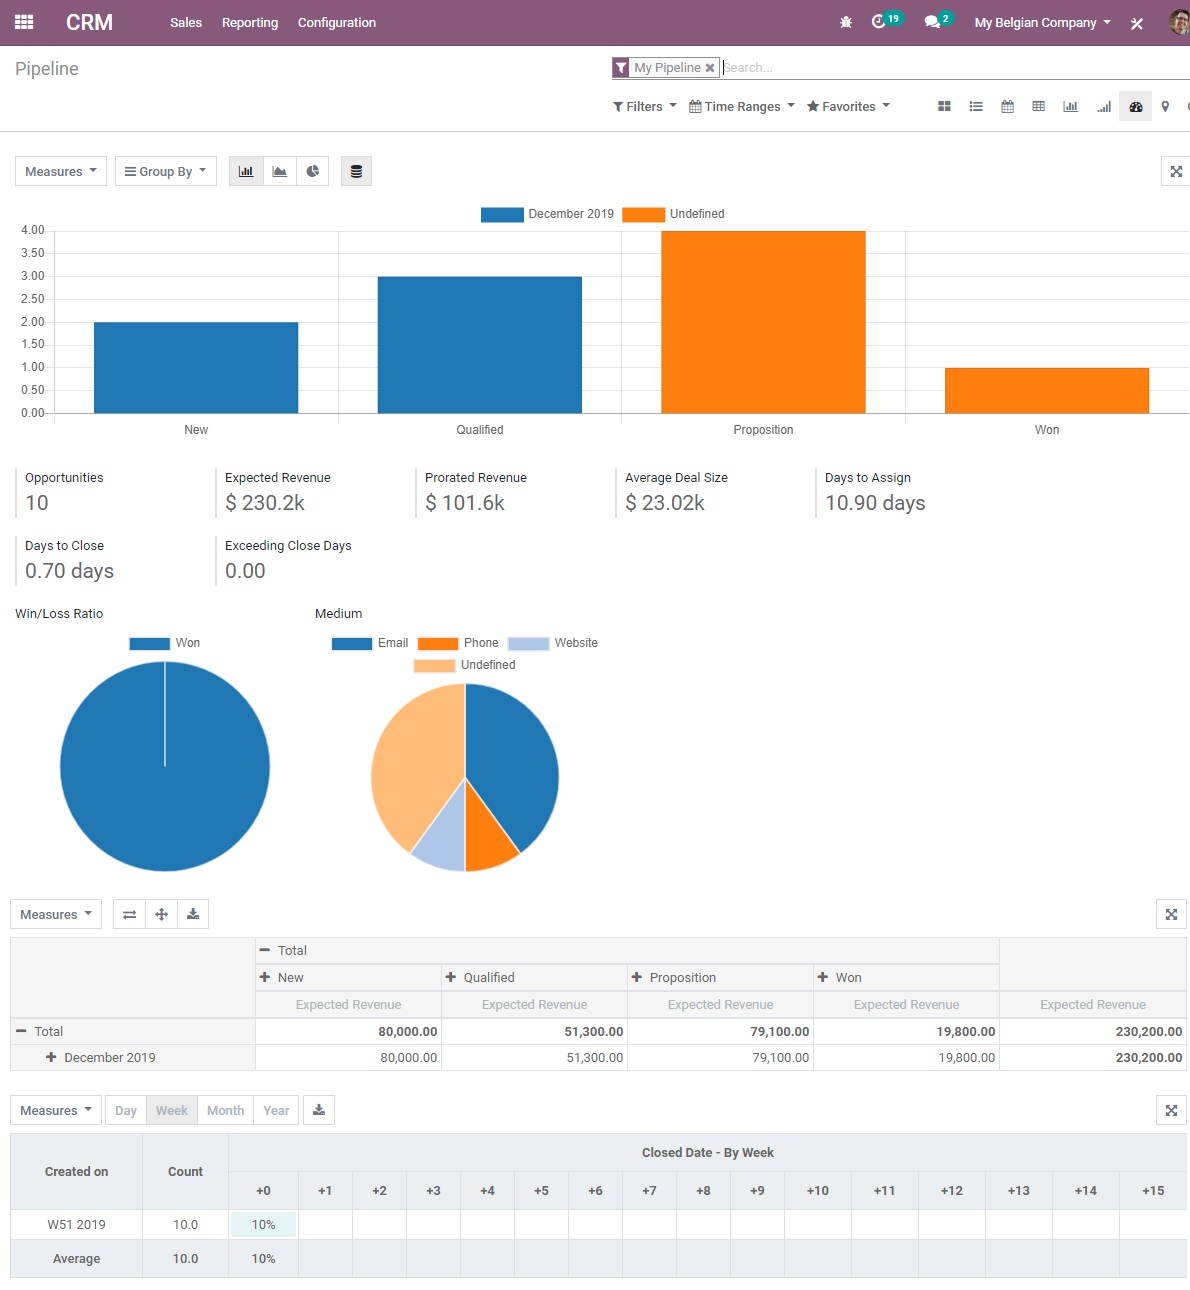 CRM Sales Reporting Configuration 19 2 My Belgian Company
Pipeline My Pipeline Search...
Filters Time Ranges Favorites
Measures Group By
December 2019 Undefined
4.00
3.50
3.00
2.50
2.00
1.50
1.00
0.50
0.00
New Qualified Proposition Won
Opportunities Expected Revenue Prorated Revenue Average Deal Size Days to Assign
10 $ 230.2k $ 101.6k $ 23.02k 10.90 days
Days to Close Exceeding Close Days
0.70 days 0.00
Win/Loss Ratio Medium
Won Email Phone Website
Undefined
Measures
Total
New Qualified Proposition Won
Expected Revenue Expected Revenue Expected Revenue Expected Revenue Expected Revenue
Total 80,000.00 51,300.00 79,100.00 19,800.00 230,200.00
December 2019 80,000.00 51,300.00 79,100.00 19,800.00 230,200.00
Measures Day Week Month Year
Created on Count Closed Date - By Week
+0 +1 +2 +3 +4 +5 +6 +7 +8 +9 +10 +11 +12 +13 +14 +15
W51 2019 10.0 10%
Average 10.0 10%